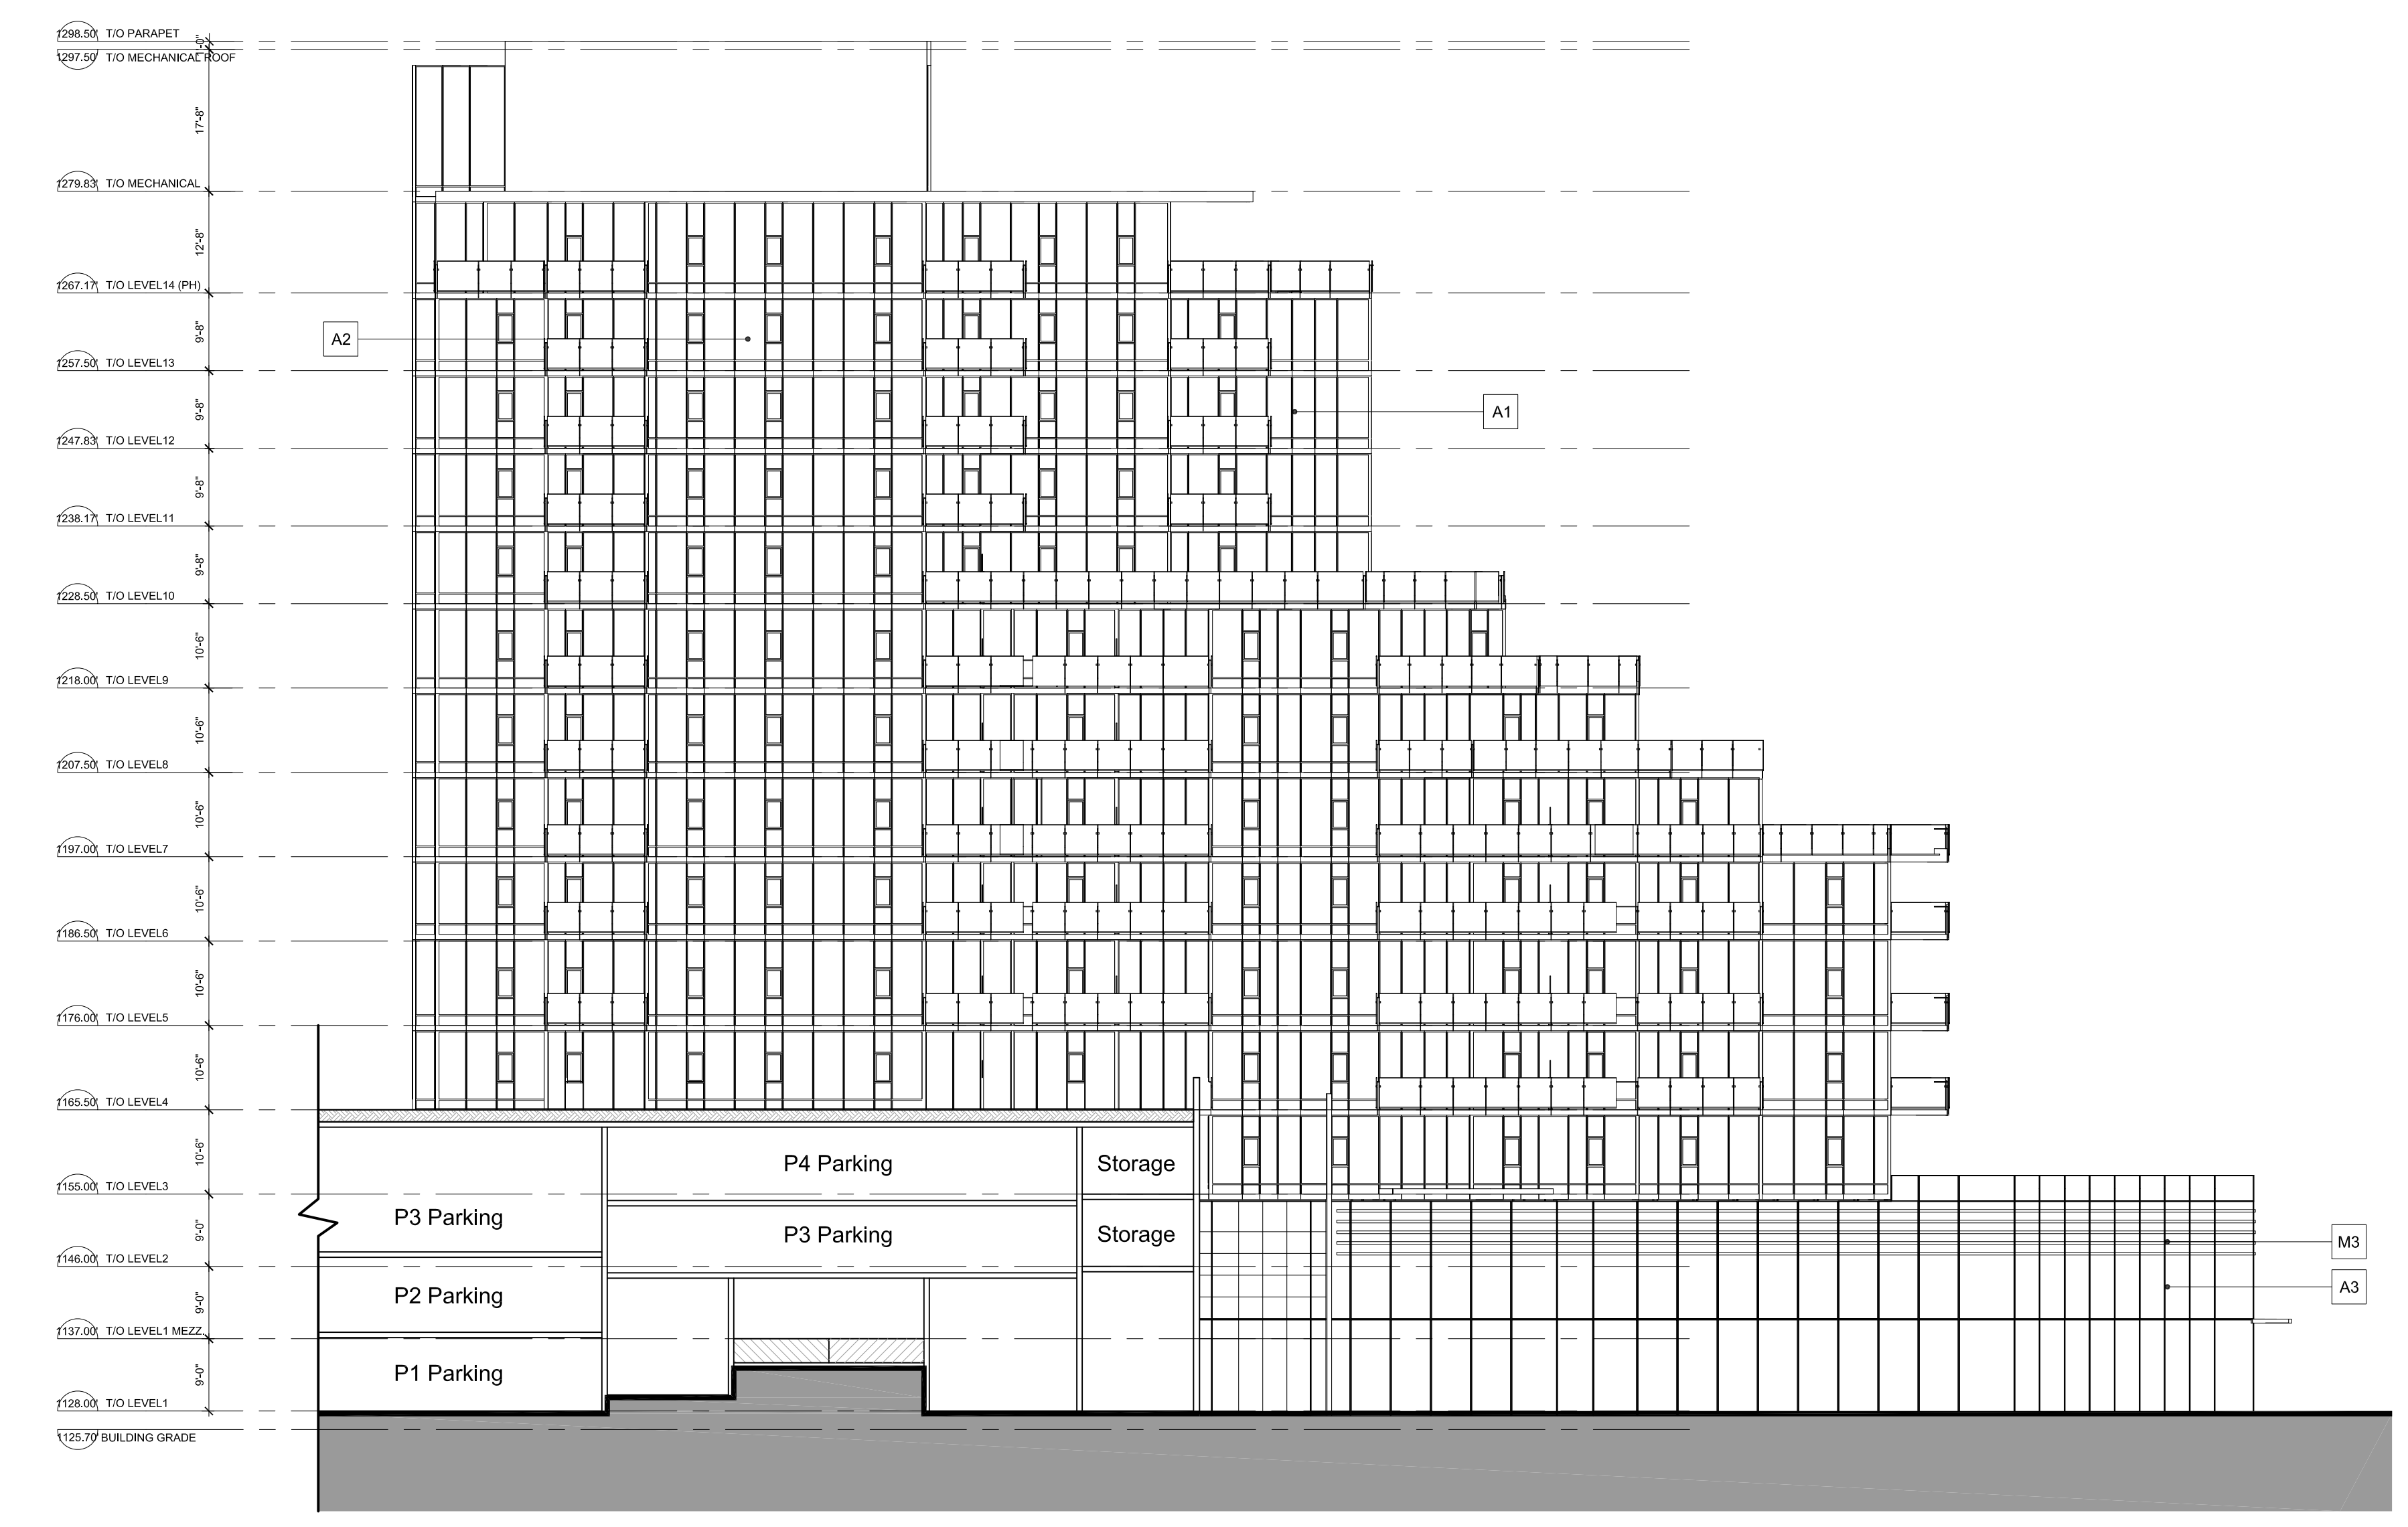 1298.50' T/O PARAPET
1'-0"
1297.50' T/O MECHANICAL ROOF
17'-8"
1279.83' T/O MECHANICAL
12'-8"
1267.17' T/O LEVEL14 (PH)
9'-8"
A2
1257.50' T/O LEVEL13
9'-8"
A1
1247.83' T/O LEVEL12
9'-8"
1238.17' T/O LEVEL11
9'-8"
1228.50' T/O LEVEL10
10'-6"
1218.00' T/O LEVEL9
10'-6"
1207.50' T/O LEVEL8
10'-6"
1197.00' T/O LEVEL7
10'-6"
1186.50' T/O LEVEL6
10'-6"
1176.00' T/O LEVEL5
10'-6"
1165.50' T/O LEVEL4
10'-6"
P4 Parking Storage
1155.00' T/O LEVEL3
P3 Parking
9'-0"
P3 Parking Storage
M3
1146.00' T/O LEVEL2
A3
P2 Parking
9'-0"
1137.00' T/O LEVEL1 MEZZ.
P1 Parking
9'-0"
1128.00' T/O LEVEL1
1125.70' BUILDING GRADE